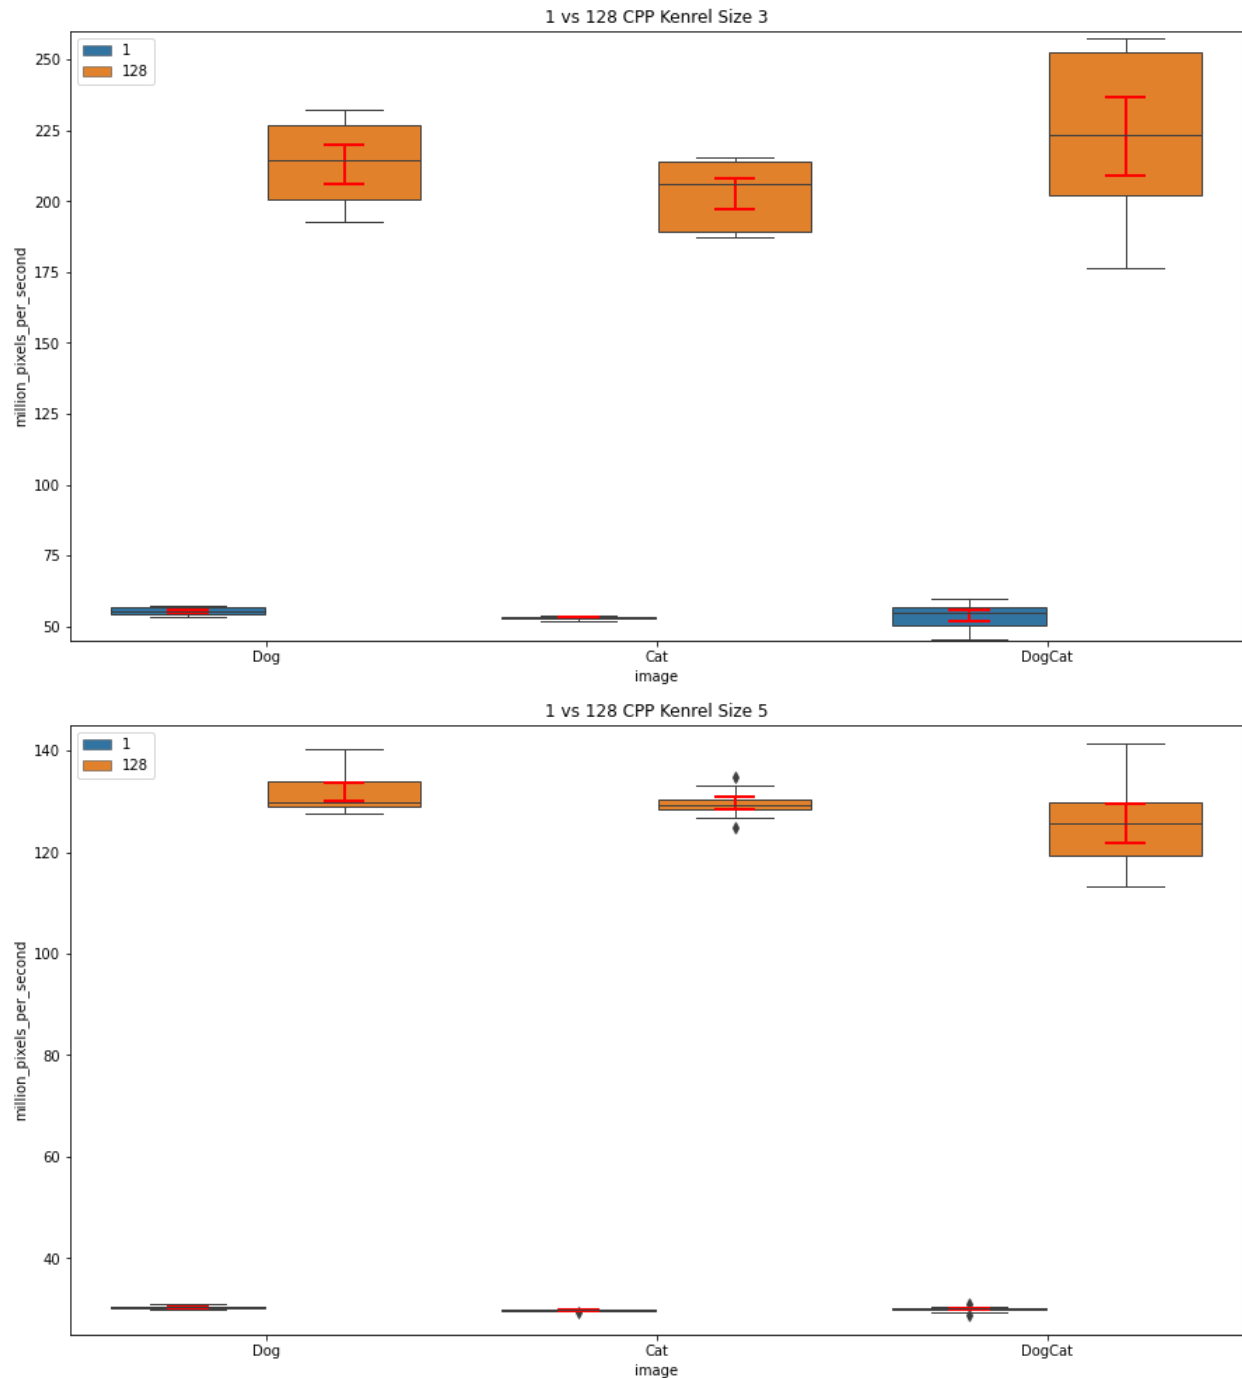 1 vs 128 CPP Kenrel Size 3
1
128
250
225
200
175
150
125
100
75
50
million_pixels_per_second
Dog Cat DogCat
image
1 vs 128 CPP Kenrel Size 5
1
128
140
120
100
80
60
40
million_pixels_per_second
Dog Cat DogCat
image